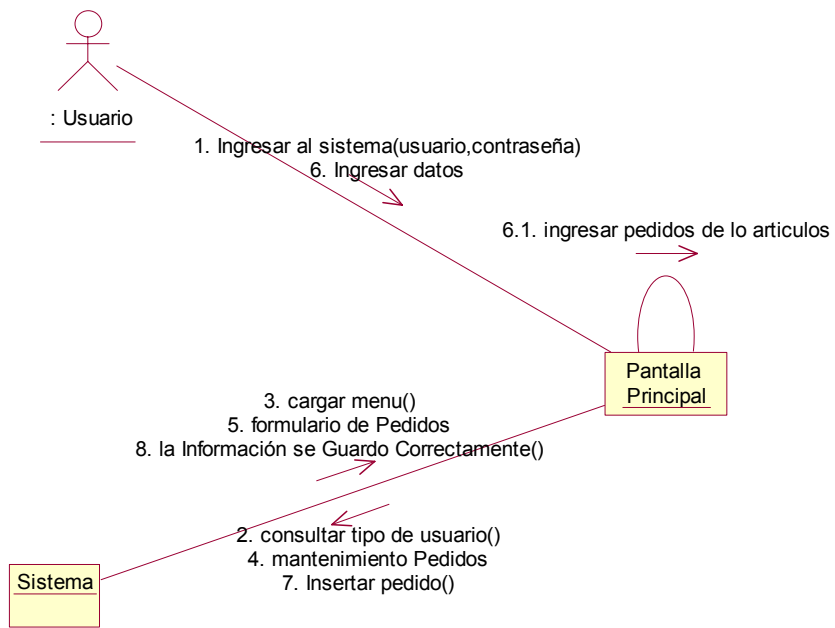 : Usuario
1. Ingresar al sistema(usuario,contraseña)
6. Ingresar datos
6.1. ingresar pedidos de lo articulos
Pantalla
Principal
3. cargar menu()
5. formulario de Pedidos
8. la Información se Guardo Correctamente()
2. consultar tipo de usuario()
4. mantenimiento Pedidos
7. Insertar pedido()
Sistema